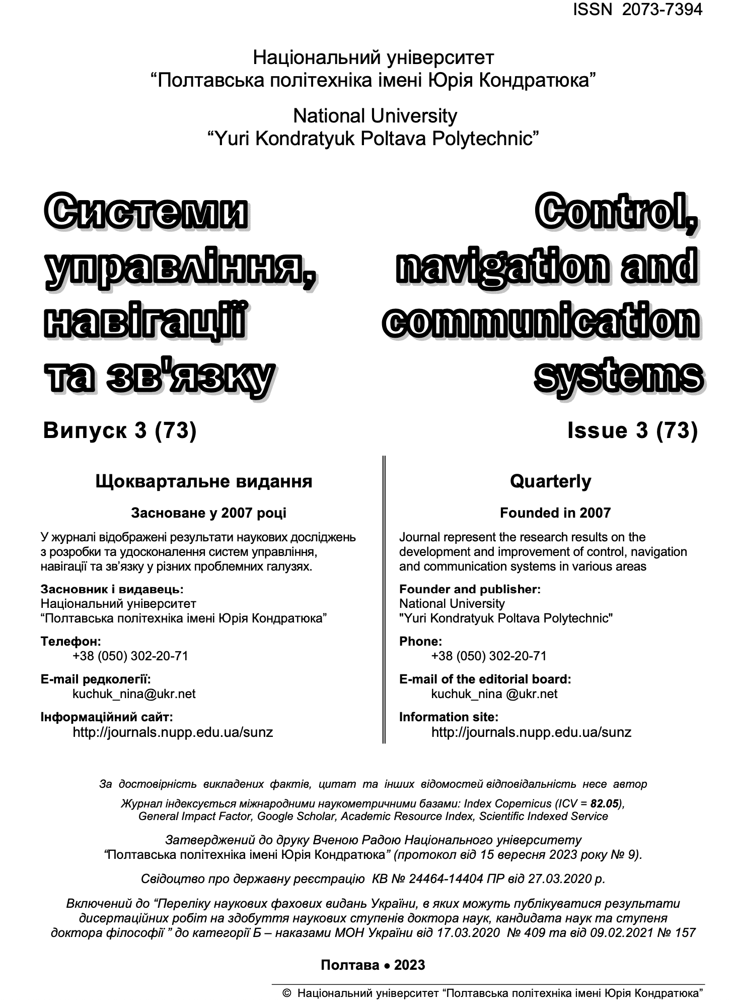 ISSN 2073-7394
Національний університет
“Полтавська політехніка імені Юрія Кондратюка”
National University
“Yuri Kondratyuk Poltava Polytechnic”
Системи
управління,
навігації
та зв'язку
Control,
navigation and
communication
systems
Випуск 3 (73)
Issue 3 (73)
Щоквартальне видання
Засноване у 2007 році
У журналі відображені результати наукових досліджень
з розробки та удосконалення систем управління,
навігації та зв’язку у різних проблемних галузях.
Засновник і видавець:
Національний університет
“Полтавська політехніка імені Юрія Кондратюка”
Телефон:
+38 (050) 302-20-71
E-mail редколегії:
kuchuk_nina@ukr.net
Інформаційний сайт:
http://journals.nupp.edu.ua/sunz
Quarterly
Founded in 2007
Journal represent the research results on the
development and improvement of control, navigation
and communication systems in various areas
Founder and publisher:
National University
"Yuri Kondratyuk Poltava Polytechnic"
Phone:
+38 (050) 302-20-71
E-mail of the editorial board:
kuchuk_nina @ukr.net
Information site:
http://journals.nupp.edu.ua/sunz
За достовірність викладених фактів, цитат та інших відомостей відповідальність несе автор
Журнал індексується міжнародними наукометричними базами: Index Copernicus (ICV = 82.05),
General Impact Factor, Google Scholar, Academic Resource Index, Scientific Indexed Service
Затверджений до друку Вченою Радою Національного університету
“Полтавська політехніка імені Юрія Кондратюка” (протокол від 15 вересня 2023 року № 9).
Свідоцтво про державну реєстрацію КВ № 24464-14404 ПР від 27.03.2020 р.
Включений до “Переліку наукових фахових видань України, в яких можуть публікуватися результати
дисертаційних робіт на здобуття наукових ступенів доктора наук, кандидата наук та ступеня
доктора філософії ” до категорії Б – наказами МОН України від 17.03.2020 № 409 та від 09.02.2021 № 157
Полтава • 2023
© Національний університет “Полтавська політехніка імені Юрія Кондратюка”